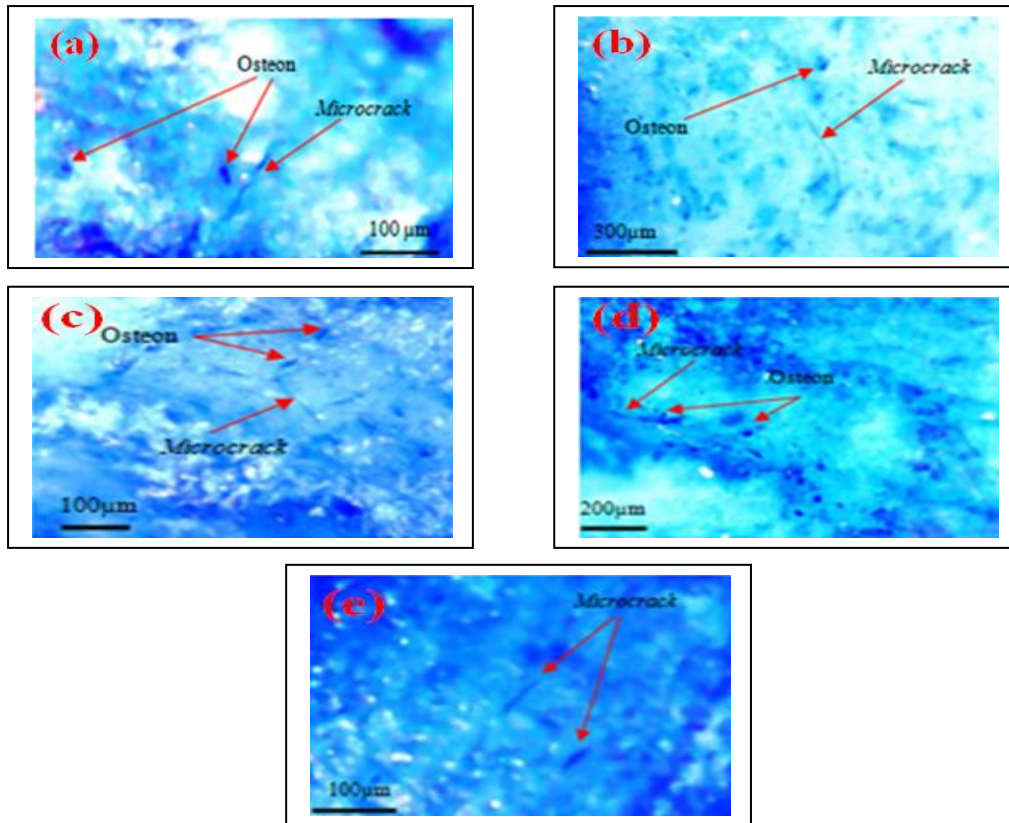 (a)
Osteon
Microcrack
100 µm
(b)
Microcrack
Osteon
300µm
(c)
Osteon
Microcrack
100µm
(d)
Microcrack
Osteon
200µm
(e)
Microcrack
100µm